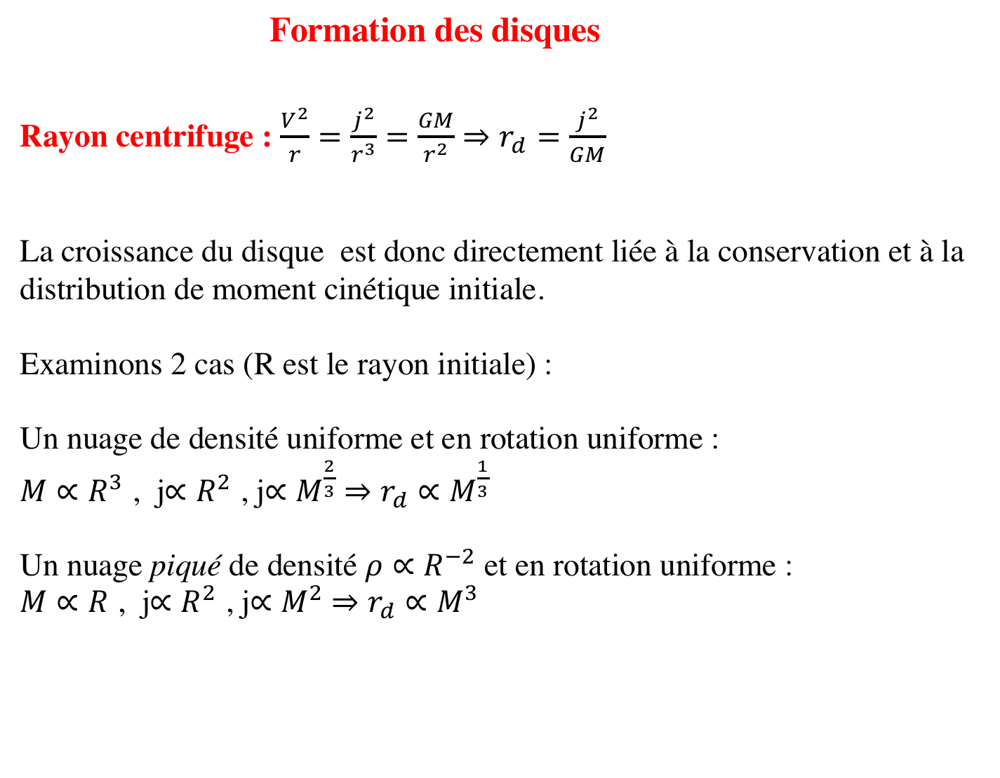 Formation des disques
Rayon centrifuge : $\frac{V^2}{r} = \frac{j^2}{r^3} = \frac{GM}{r^2} \Rightarrow r_d = \frac{j^2}{GM}$
La croissance du disque est donc directement liée à la conservation et à la
distribution de moment cinétique initiale.
Examinons 2 cas (R est le rayon initiale) :
Un nuage de densité uniforme et en rotation uniforme :
$M \propto R^3$ , j$\propto R^2$ , j$\propto M^{\frac{2}{3}} \Rightarrow r_d \propto M^{\frac{1}{3}}$
Un nuage piqué de densité $\rho \propto R^{-2}$ et en rotation uniforme :
$M \propto R$ , j$\propto R^2$ , j$\propto M^2 \Rightarrow r_d \propto M^3$